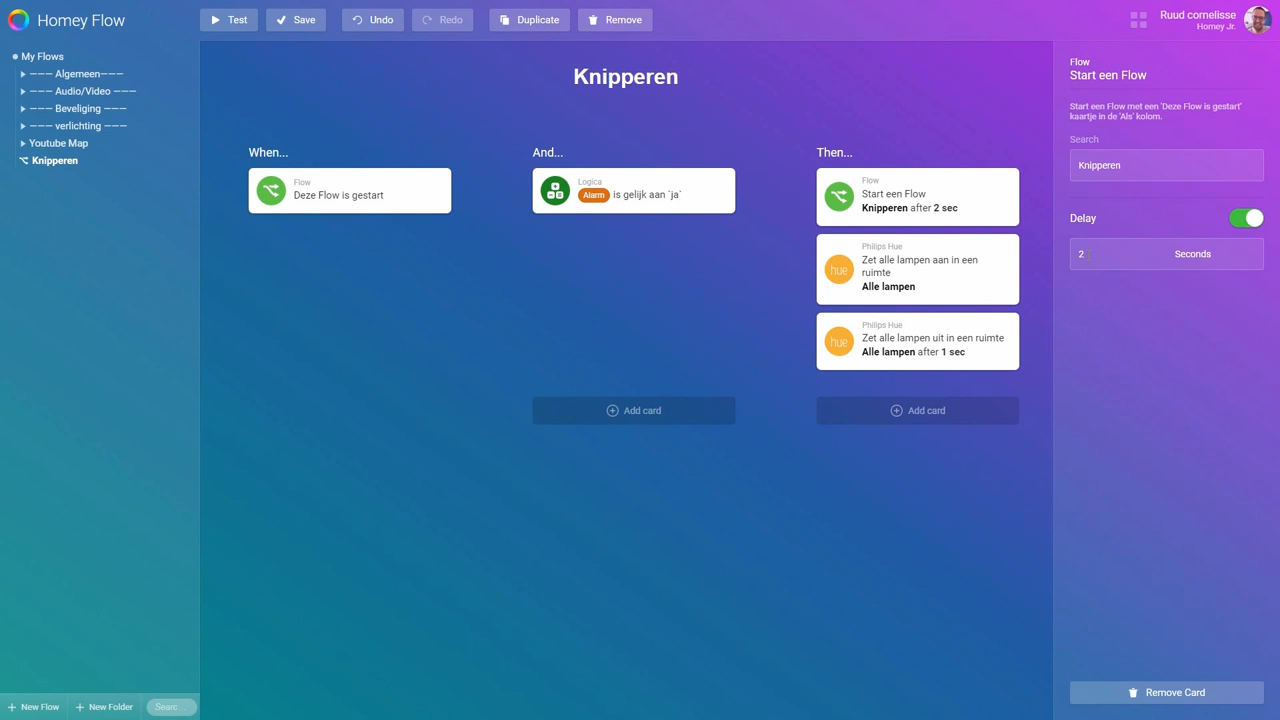 Homey Flow
Test
Save
Undo
Redo
Duplicate
Remove
Ruud cornelisse
Homey Jr.
My Flows
——— Algemeen———
——— Audio/Video ———
——— Beveliging ———
——— verlichting ———
Youtube Map
Knipperen
Knipperen
When...
Flow
Deze Flow is gestart
And...
Logica
Alarm is gelijk aan `ja`
Add card
Then...
Flow
Start een Flow
Knipperen after 2 sec
Philips Hue
hue
Zet alle lampen aan in een
ruimte
Alle lampen
Philips Hue
hue
Zet alle lampen uit in een ruimte
Alle lampen after 1 sec
Add card
Flow
Start een Flow
Start een Flow met een 'Deze Flow is gestart'
kaartje in de 'Als' kolom.
Search
Knipperen
Delay
2
Seconds
Remove Card
New Flow
New Folder
Searc...